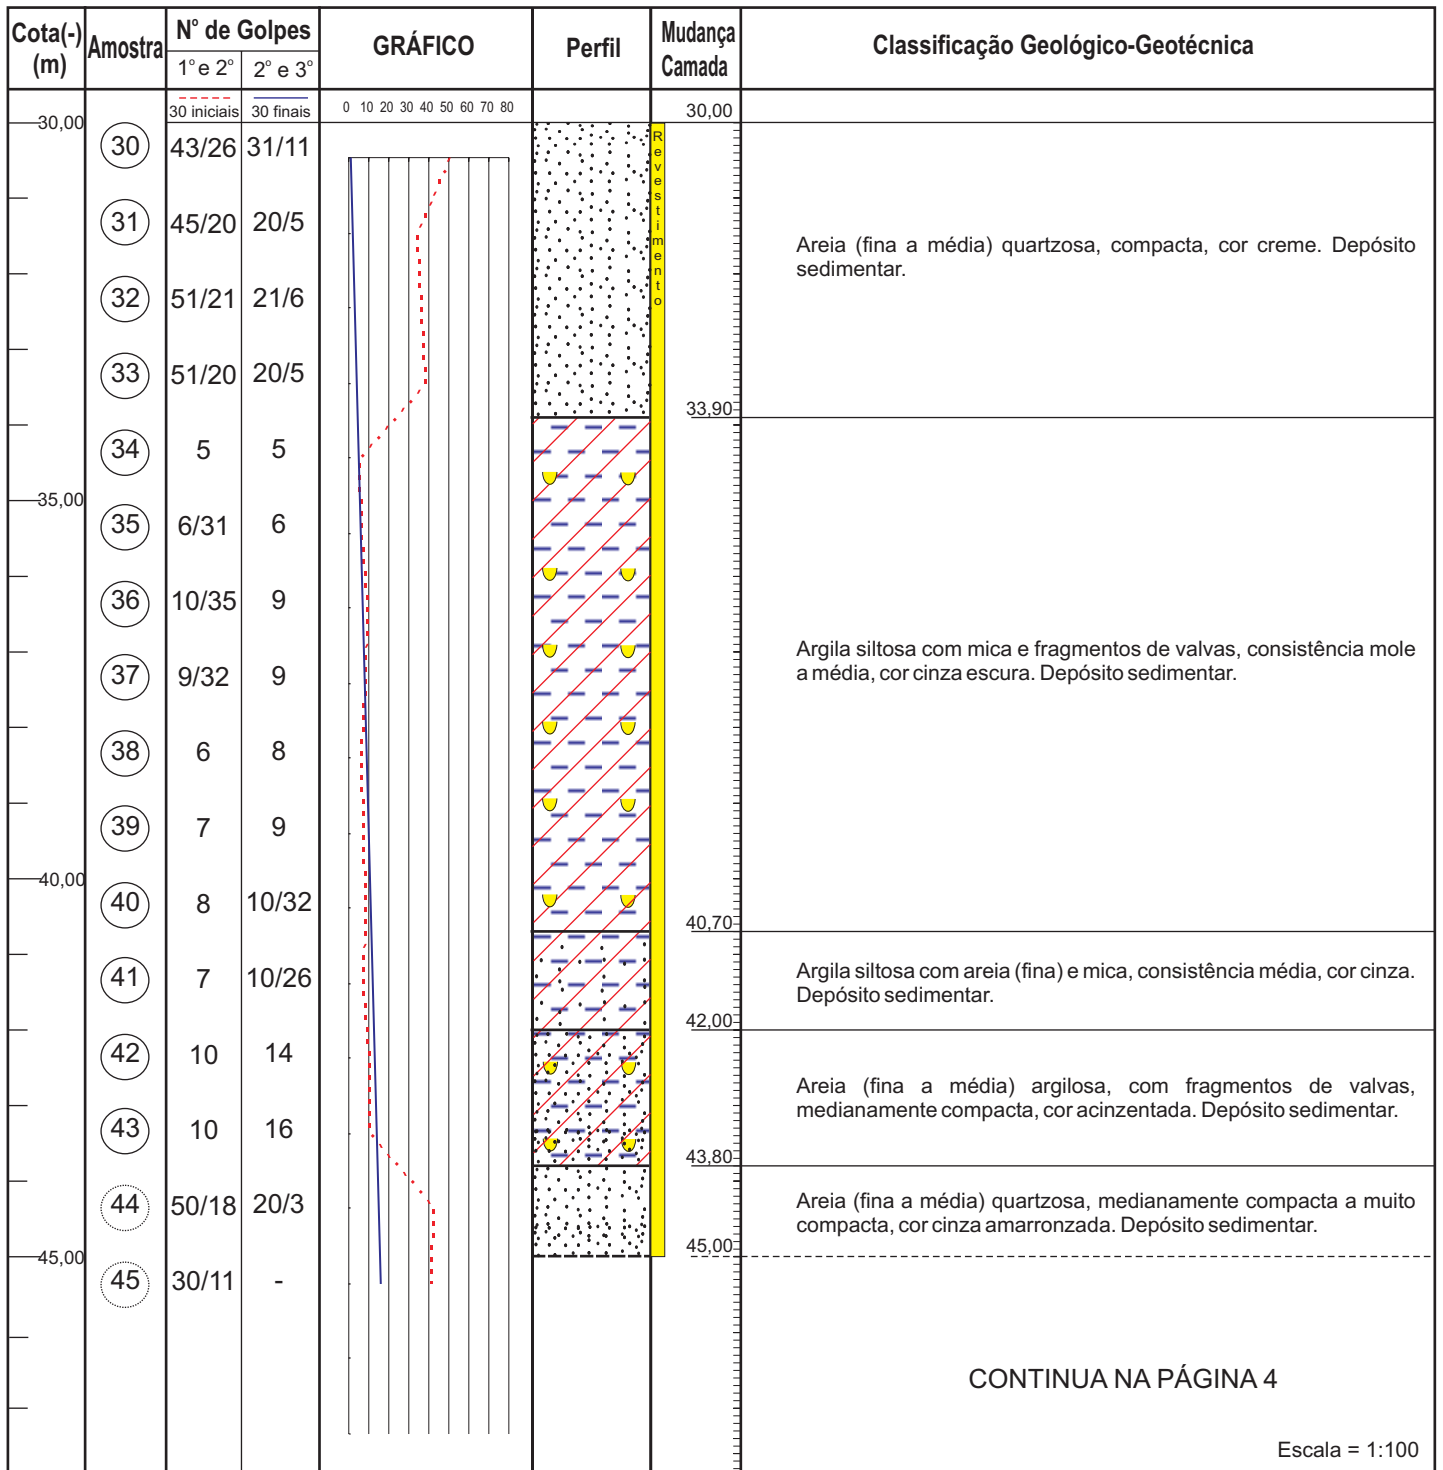 Cota(-)
(m)
Amostra
N° de Golpes
1° e 2°
2° e 3°
GRÁFICO
Perfil
Mudança
Camada
Classificação Geológico-Geotécnica
30 iniciais
30 finais
0 10 20 30 40 50 60 70 80
30,00
30,00
Revestimento
30 43/26 31/11
31 45/20 20/5
Areia (fina a média) quartzosa, compacta, cor creme. Depósito
sedimentar.
32 51/21 21/6
33 51/20 20/5
33,90
34 5 5
35,00
35 6/31 6
36 10/35 9
Argila siltosa com mica e fragmentos de valvas, consistência mole
a média, cor cinza escura. Depósito sedimentar.
37 9/32 9
38 6 8
39 7 9
40,00
40 8 10/32
40,70
Argila siltosa com areia (fina) e mica, consistência média, cor cinza.
Depósito sedimentar.
41 7 10/26
42,00
42 10 14
Areia (fina a média) argilosa, com fragmentos de valvas,
medianamente compacta, cor acinzentada. Depósito sedimentar.
43 10 16
43,80
44 50/18 20/3
Areia (fina a média) quartzosa, medianamente compacta a muito
compacta, cor cinza amarronzada. Depósito sedimentar.
45,00
45,00
45 30/11 -
CONTINUA NA PÁGINA 4
Escala = 1:100